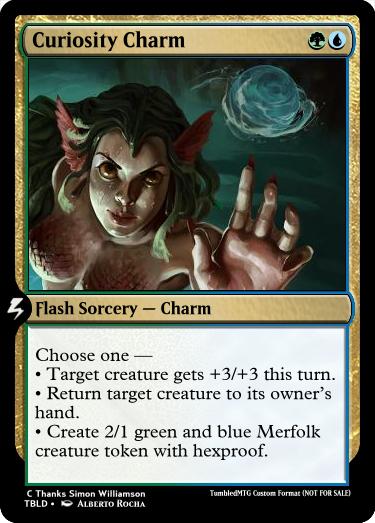 Curiosity Charm
Flash Sorcery — Charm
Choose one —
• Target creature gets +3/+3 this turn.
• Return target creature to its owner's
hand.
• Create 2/1 green and blue Merfolk
creature token with hexproof.
C Thanks Simon Williamson
TBLD • Alberto Rocha
TumbledMTG Custom Format (NOT FOR SALE)